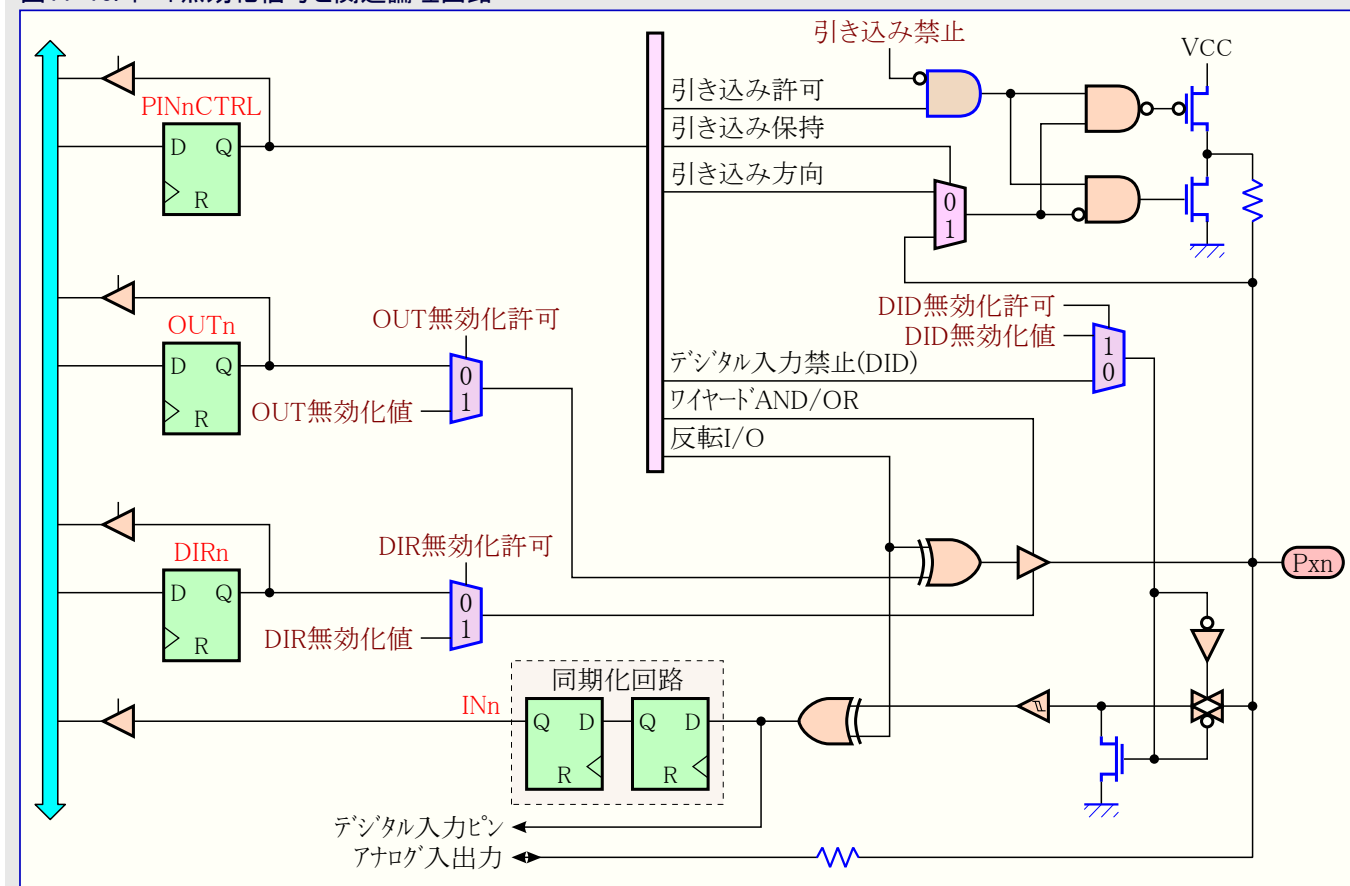 引き込み禁止
VCC
引き込み許可
PINnCTRL
引き込み保持
D Q
R
引き込み方向
0
1
DID無効化許可
OUT無効化許可
OUTn
DID無効化値
1
0
D Q
R
デジタル入力禁止(DID)
0
1
OUT無効化値
ワイヤードAND/OR
反転I/O
DIR無効化許可
DIRn
Pxn
D Q
R
0
1
DIR無効化値
同期化回路
INn
Q D
R
Q D
R
デジタル入力ピン
アナログ入出力